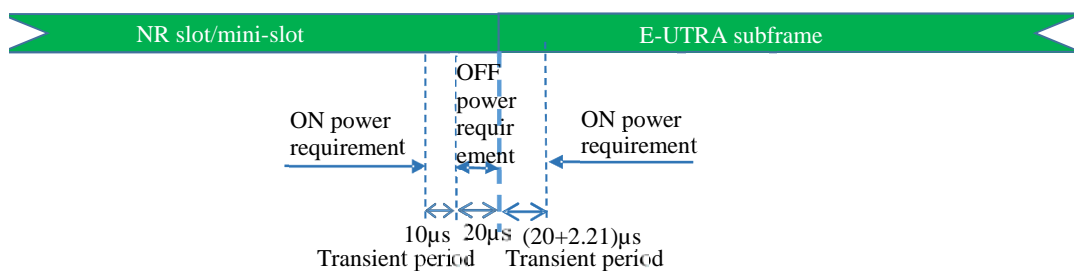 NR slot/mini-slot
E-UTRA subframe
OFF
power
requir
ement
ON power
requirement
ON power
requirement
10µs
20µs
(20+2.21)µs
Transient period
Transient period